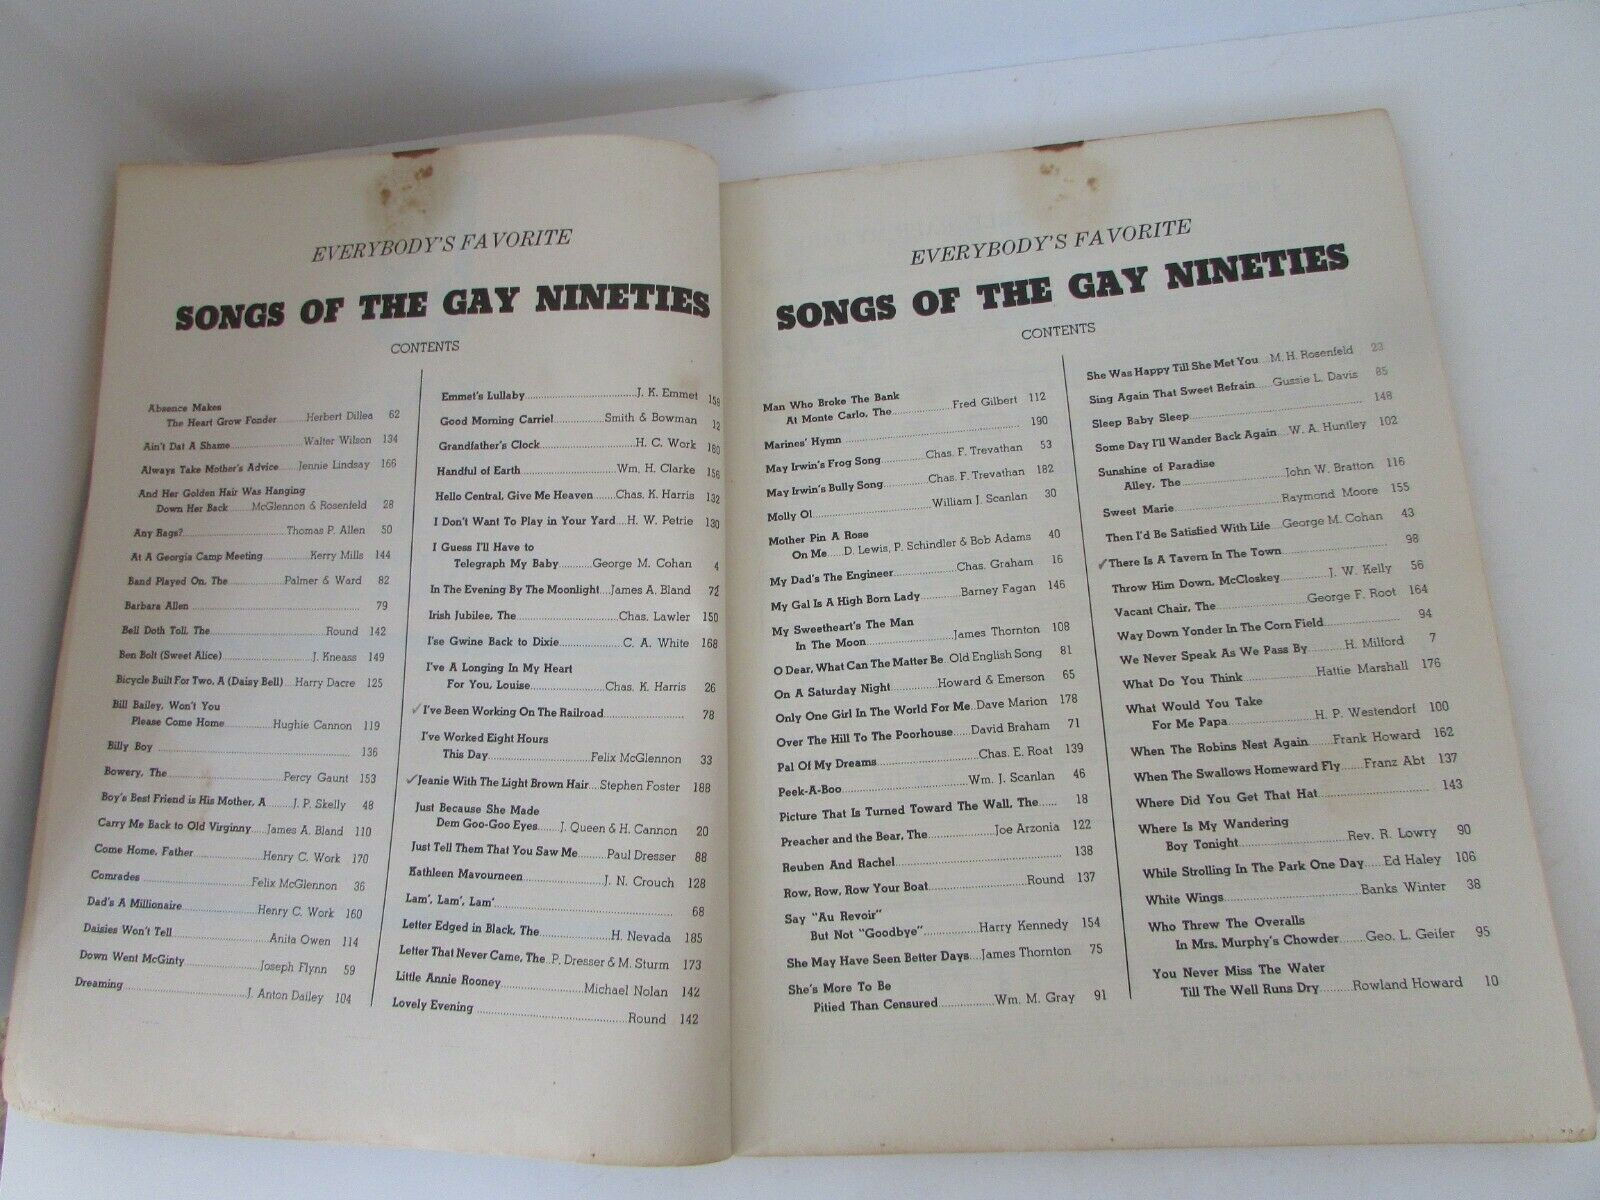 EVERYBODY'S FAVORITE
SONGS OF THE GAY NINETIES
CONTENTS
Absence Makes
The Heart Grow Fonder Herbert Dillea 62
Ain't Dat A Shame Walter Wilson 134
Always Take Mother's Advice Jennie Lindsay 166
And Her Golden Hair Was Hanging
Down Her Back McGlennon & Rosenfeld 28
Any Rags? Thomas P. Allen 50
At A Georgia Camp Meeting Kerry Mills 144
Band Played On, The Palmer & Ward 82
Barbara Allen 79
Bell Doth Toll, The Round 142
Ben Bolt (Sweet Alice) J. Kneass 149
Bicycle Built For Two, A (Daisy Bell) Harry Dacre 125
Bill Bailey, Won't You
Please Come Home Hughie Cannon 119
Billy Boy 136
Bowery, The Percy Gaunt 153
Boy's Best Friend is His Mother, A J. P. Skelly 48
Carry Me Back to Old Virginny James A. Bland 110
Come Home, Father Henry C. Work 170
Comrades Felix McGlennon 36
Dad's A Millionaire Henry C. Work 160
Daisies Won't Tell Anita Owen 114
Down Went McGinty Joseph Flynn 59
Dreaming J. Anton Dailey 104
Emmet's Lullaby J. K. Emmet 159
Good Morning Carrie! Smith & Bowman 12
Grandfather's Clock H. C. Work 180
Handful of Earth Wm. H. Clarke 156
Hello Central, Give Me Heaven Chas. K. Harris 132
I Don't Want To Play in Your Yard H. W. Petrie 130
I Guess I'll Have to
Telegraph My Baby George M. Cohan 4
In The Evening By The Moonlight James A. Bland 72
Irish Jubilee, The Chas. Lawler 150
I'se Gwine Back to Dixie C. A. White 168
I've A Longing In My Heart
For You, Louise Chas. K. Harris 26
✓I've Been Working On The Railroad 78
I've Worked Eight Hours
This Day Felix McGlennon 33
✓Jeanie With The Light Brown Hair Stephen Foster 188
Just Because She Made
Dem Goo-Goo Eyes J. Queen & H. Cannon 20
Just Tell Them That You Saw Me Paul Dresser 88
Kathleen Mavourneen J. N. Crouch 128
Lam', Lam', Lam' 68
Letter Edged in Black, The H. Nevada 185
Letter That Never Came, The P. Dresser & M. Sturm 173
Little Annie Rooney Michael Nolan 142
Lovely Evening Round 142
EVERYBODY'S FAVORITE
SONGS OF THE GAY NINETIES
CONTENTS
Man Who Broke The Bank
At Monte Carlo, The Fred Gilbert 112
Marines' Hymn 190
May Irwin's Frog Song Chas. F. Trevathan 53
May Irwin's Bully Song Chas. F. Trevathan 182
Molly O! William J. Scanlan 30
Mother Pin A Rose
On Me D. Lewis, P. Schindler & Bob Adams 40
My Dad's The Engineer Chas. Graham 16
My Gal Is A High Born Lady Barney Fagan 146
My Sweetheart's The Man
In The Moon James Thornton 108
O Dear, What Can The Matter Be Old English Song 81
On A Saturday Night Howard & Emerson 65
Only One Girl In The World For Me Dave Marion 178
Over The Hill To The Poorhouse David Braham 71
Pal Of My Dreams Chas. E. Roat 139
Peek-A-Boo Wm. J. Scanlan 46
Picture That Is Turned Toward The Wall, The 18
Preacher and the Bear, The Joe Arzonia 122
Reuben And Rachel 138
Row, Row, Row Your Boat Round 137
Say "Au Revoir"
But Not "Goodbye" Harry Kennedy 154
She May Have Seen Better Days James Thornton 75
She's More To Be
Pitied Than Censured Wm. M. Gray 91
She Was Happy Till She Met You M. H. Rosenfeld 23
Sing Again That Sweet Refrain Gussie L. Davis 85
Sleep Baby Sleep 148
Some Day I'll Wander Back Again W. A. Huntley 102
Sunshine of Paradise
Alley, The John W. Bratton 116
Sweet Marie Raymond Moore 155
Then I'd Be Satisfied With Life George M. Cohan 43
✓There Is A Tavern In The Town 98
Throw Him Down, McCloskey J. W. Kelly 56
Vacant Chair, The George F. Root 164
Way Down Yonder In The Corn Field 94
We Never Speak As We Pass By H. Millord 7
What Do You Think Hattie Marshall 176
What Would You Take
For Me Papa H. P. Westendorf 100
When The Robins Nest Again Frank Howard 162
When The Swallows Homeward Fly Franz Abt 137
Where Did You Get That Hat 143
Where Is My Wandering
Boy Tonight Rev. R. Lowry 90
While Strolling In The Park One Day Ed Haley 106
White Wings Banks Winter 38
Who Threw The Overalls
In Mrs. Murphy's Chowder Geo. L. Geifer 95
You Never Miss The Water
Till The Well Runs Dry Rowland Howard 10